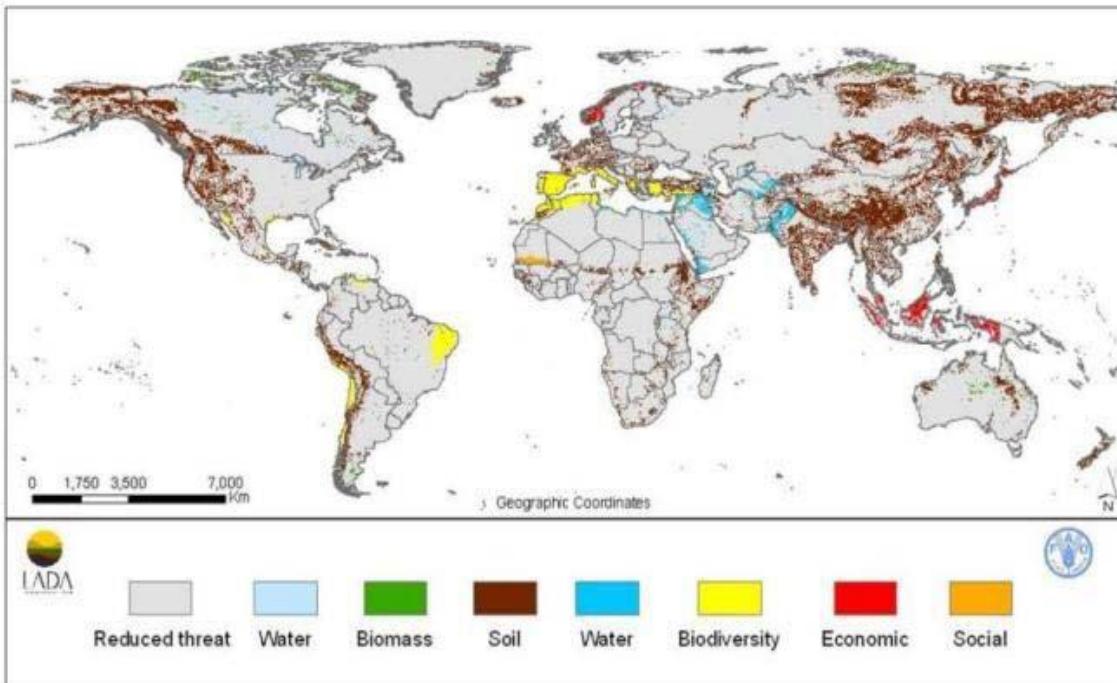 0 1,750 3,500 7,000
Km
Geographic Coordinates
N
LADA
Reduced threat Water Biomass Soil Water Biodiversity Economic Social